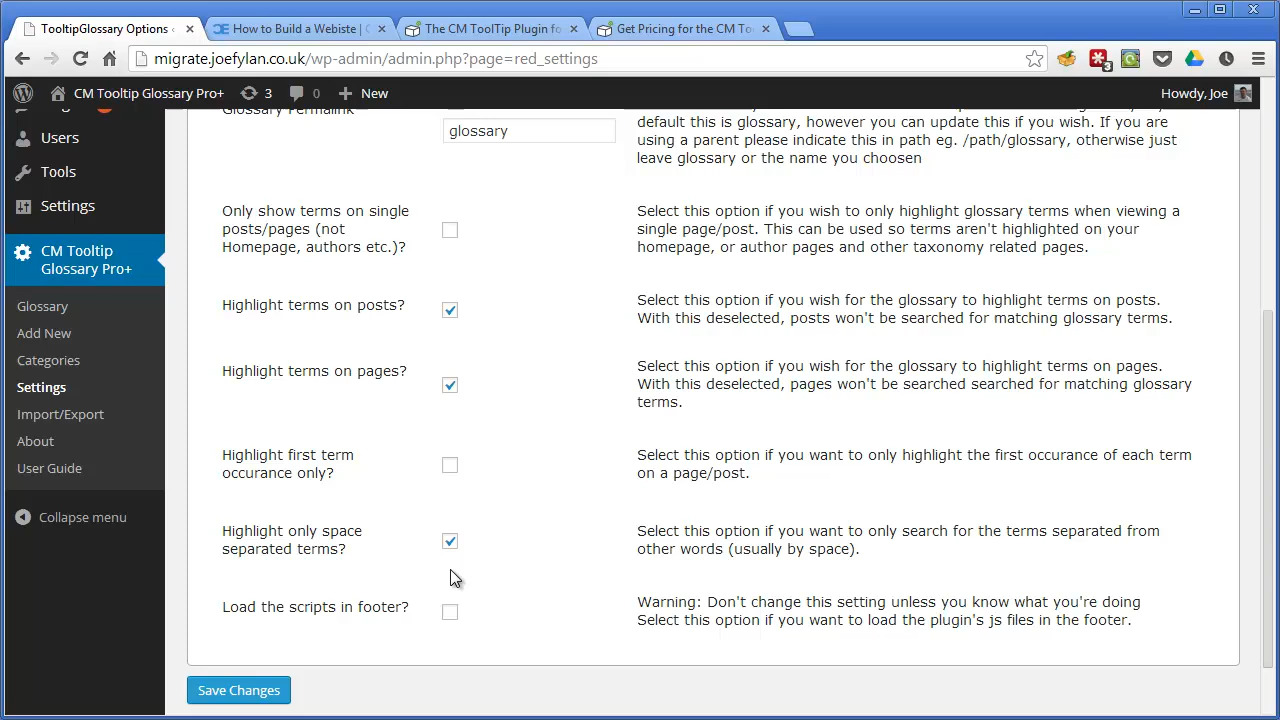 TooltipGlossary Options
How to Build a Webiste |
The CM ToolTip Plugin fo
Get Pricing for the CM To
migrate.joefylan.co.uk/wp-admin/admin.php?page=red_settings
3
CM Tooltip Glossary Pro+
3
0
New
Howdy, Joe
Users
Tools
Settings
CM Tooltip
Glossary Pro+
Glossary
Add New
Categories
Settings
Import/Export
About
User Guide
Collapse menu
Glossary Permalink
glossary
default this is glossary, however you can update this if you wish. If you are
using a parent please indicate this in path eg. /path/glossary, otherwise just
leave glossary or the name you choosen
Only show terms on single
posts/pages (not
Homepage, authors etc.)?
Select this option if you wish to only highlight glossary terms when viewing a
single page/post. This can be used so terms aren't highlighted on your
homepage, or author pages and other taxonomy related pages.
Highlight terms on posts?
Select this option if you wish for the glossary to highlight terms on posts.
With this deselected, posts won't be searched for matching glossary terms.
Highlight terms on pages?
Select this option if you wish for the glossary to highlight terms on pages.
With this deselected, pages won't be searched searched for matching glossary
terms.
Highlight first term
occurance only?
Select this option if you want to only highlight the first occurance of each term
on a page/post.
Highlight only space
separated terms?
Select this option if you want to only search for the terms separated from
other words (usually by space).
Load the scripts in footer?
Warning: Don't change this setting unless you know what you're doing
Select this option if you want to load the plugin's js files in the footer.
Save Changes